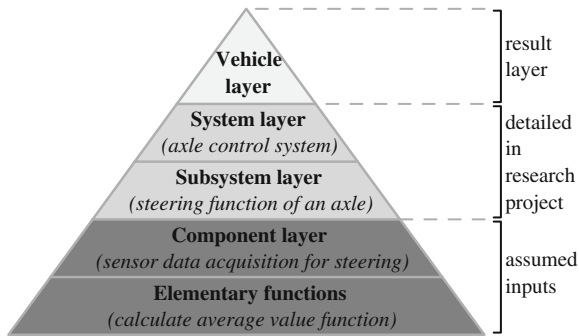 Vehicle
layer
result
layer
System layer
(axle control system)
Subsystem layer
(steering function of an axle)
detailed
in
research
project
Component layer
(sensor data acquisition for steering)
Elementary functions
(calculate average value function)
assumed
inputs